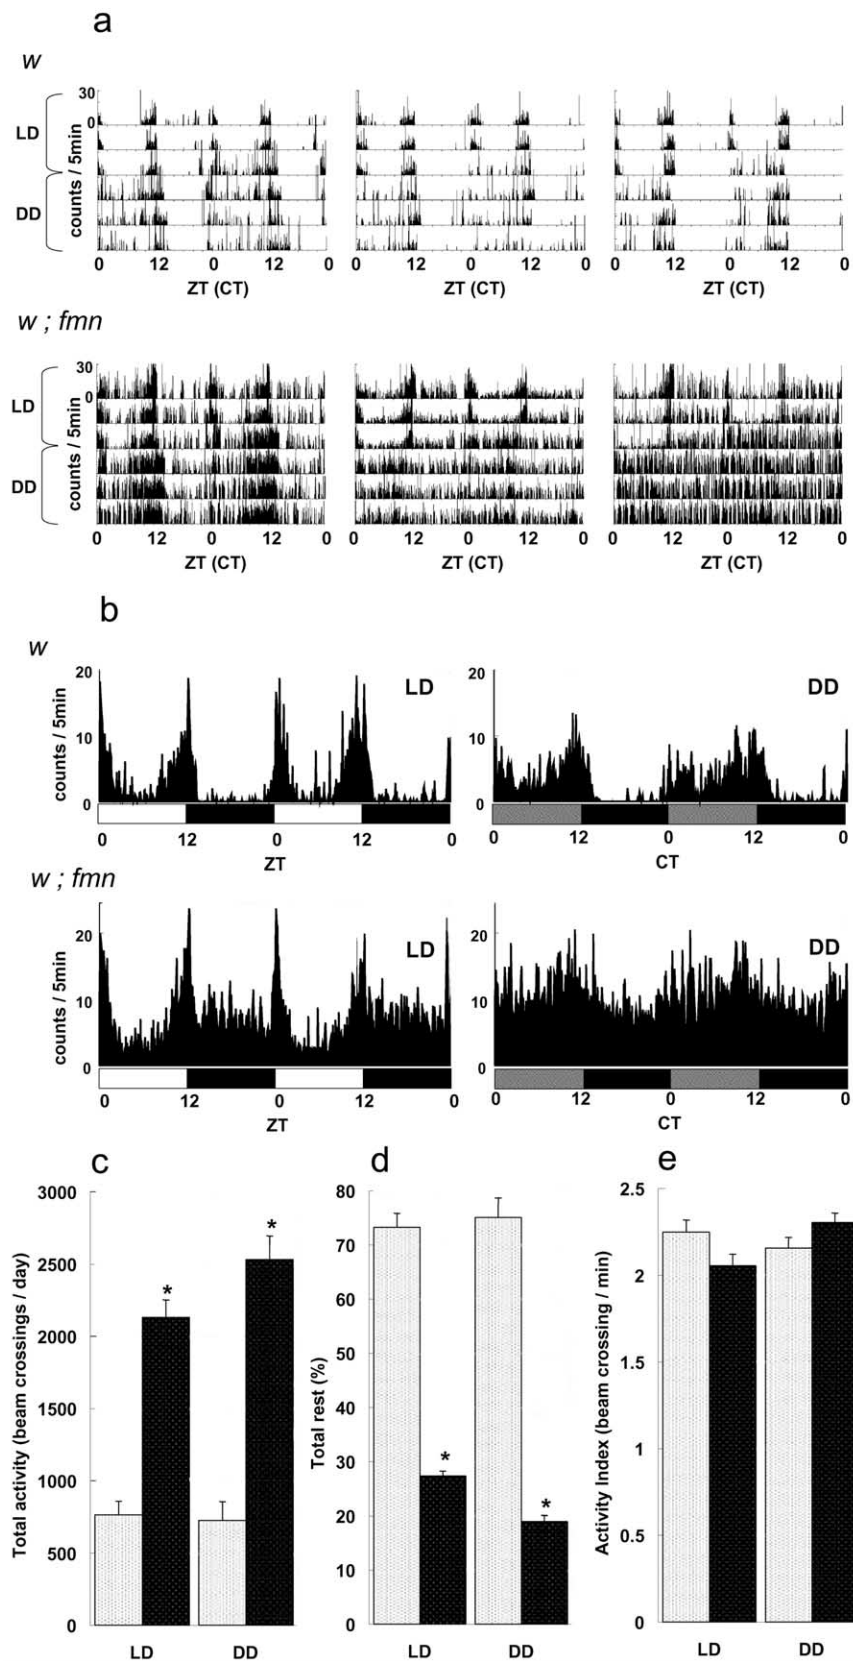 a
w
LD
DD
counts / 5min
30
0
0 12 0 12 0
ZT (CT)
0 12 0 12 0
ZT (CT)
0 12 0 12 0
ZT (CT)
w ; fmn
LD
DD
counts / 5min
30
0
0 12 0 12 0
ZT (CT)
0 12 0 12 0
ZT (CT)
0 12 0 12 0
ZT (CT)
b
w
counts / 5min
20
10
0
LD
0 12 0 12 0
ZT
20
10
0
DD
0 12 0 12 0
CT
w ; fmn
counts / 5min
20
10
0
LD
0 12 0 12 0
ZT
20
10
0
DD
0 12 0 12 0
CT
c
Total activity (beam crossings / day)
3000
2500
2000
1500
1000
500
0
*
*
LD DD
d
Total rest (%)
80
70
60
50
40
30
20
10
0
*
*
LD DD
e
Activity Index (beam crossing / min)
2.5
2
1.5
1
0.5
0
LD DD